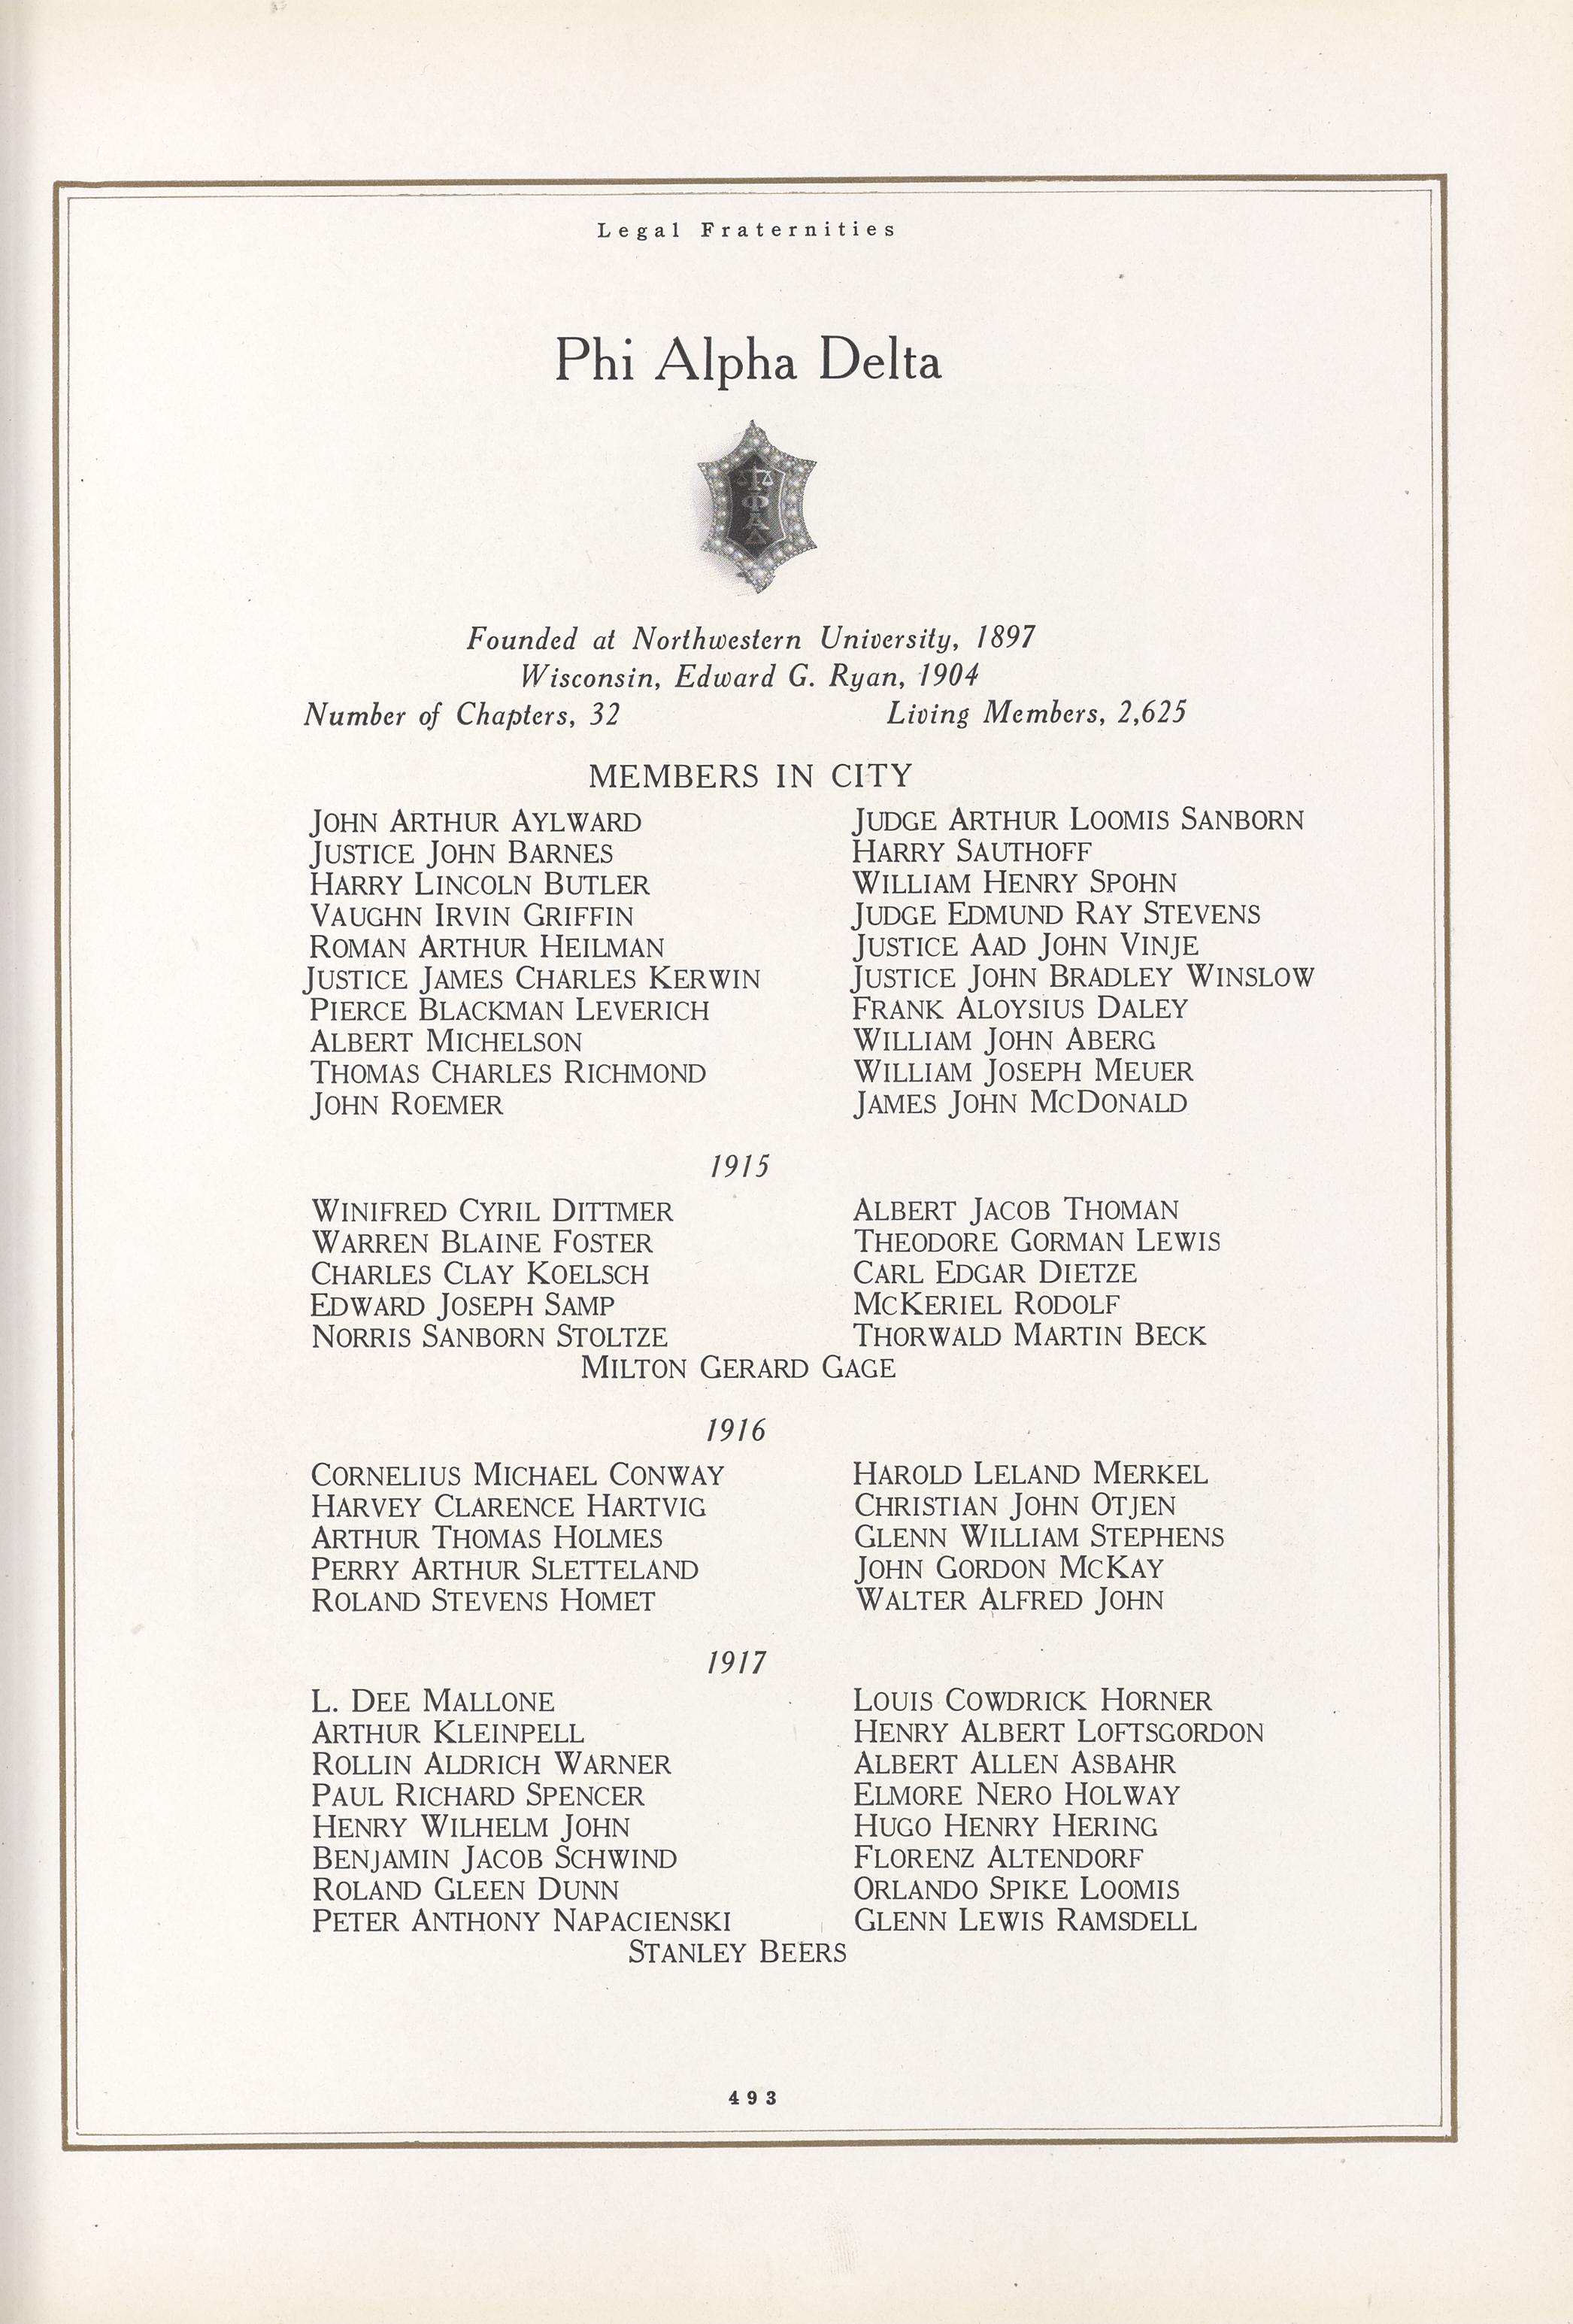 Legal Fraternities
Phi Alpha Delta
Φ
Α
Δ
Founded at Northwestern University, 1897
Wisconsin, Edward G. Ryan, 1904
Number of Chapters, 32 Living Members, 2,625
MEMBERS IN CITY
JOHN ARTHUR AYLWARD
JUSTICE JOHN BARNES
HARRY LINCOLN BUTLER
VAUGHN IRVIN GRIFFIN
ROMAN ARTHUR HEILMAN
JUSTICE JAMES CHARLES KERWIN
PIERCE BLACKMAN LEVERICH
ALBERT MICHELSON
THOMAS CHARLES RICHMOND
JOHN ROEMER
JUDGE ARTHUR LOOMIS SANBORN
HARRY SAUTHOFF
WILLIAM HENRY SPOHN
JUDGE EDMUND RAY STEVENS
JUSTICE AAD JOHN VINJE
JUSTICE JOHN BRADLEY WINSLOW
FRANK ALOYSIUS DALEY
WILLIAM JOHN ABERG
WILLIAM JOSEPH MEUER
JAMES JOHN MCDONALD
1915
WINIFRED CYRIL DITTMER
WARREN BLAINE FOSTER
CHARLES CLAY KOELSCH
EDWARD JOSEPH SAMP
NORRIS SANBORN STOLTZE
ALBERT JACOB THOMAN
THEODORE GORMAN LEWIS
CARL EDGAR DIETZE
MCKERIEL RODOLF
THORWALD MARTIN BECK
MILTON GERARD GAGE
1916
CORNELIUS MICHAEL CONWAY
HARVEY CLARENCE HARTVIG
ARTHUR THOMAS HOLMES
PERRY ARTHUR SLETTELAND
ROLAND STEVENS HOMET
HAROLD LELAND MERKEL
CHRISTIAN JOHN OTJEN
GLENN WILLIAM STEPHENS
JOHN GORDON MCKAY
WALTER ALFRED JOHN
1917
L. DEE MALLONE
ARTHUR KLEINPELL
ROLLIN ALDRICH WARNER
PAUL RICHARD SPENCER
HENRY WILHELM JOHN
BENJAMIN JACOB SCHWIND
ROLAND GLEEN DUNN
PETER ANTHONY NAPACIENSKI
LOUIS COWDRICK HORNER
HENRY ALBERT LOFTSGORDON
ALBERT ALLEN ASBAHR
ELMORE NERO HOLWAY
HUGO HENRY HERING
FLORENZ ALTENDORF
ORLANDO SPIKE LOOMIS
GLENN LEWIS RAMSDELL
STANLEY BEERS
493